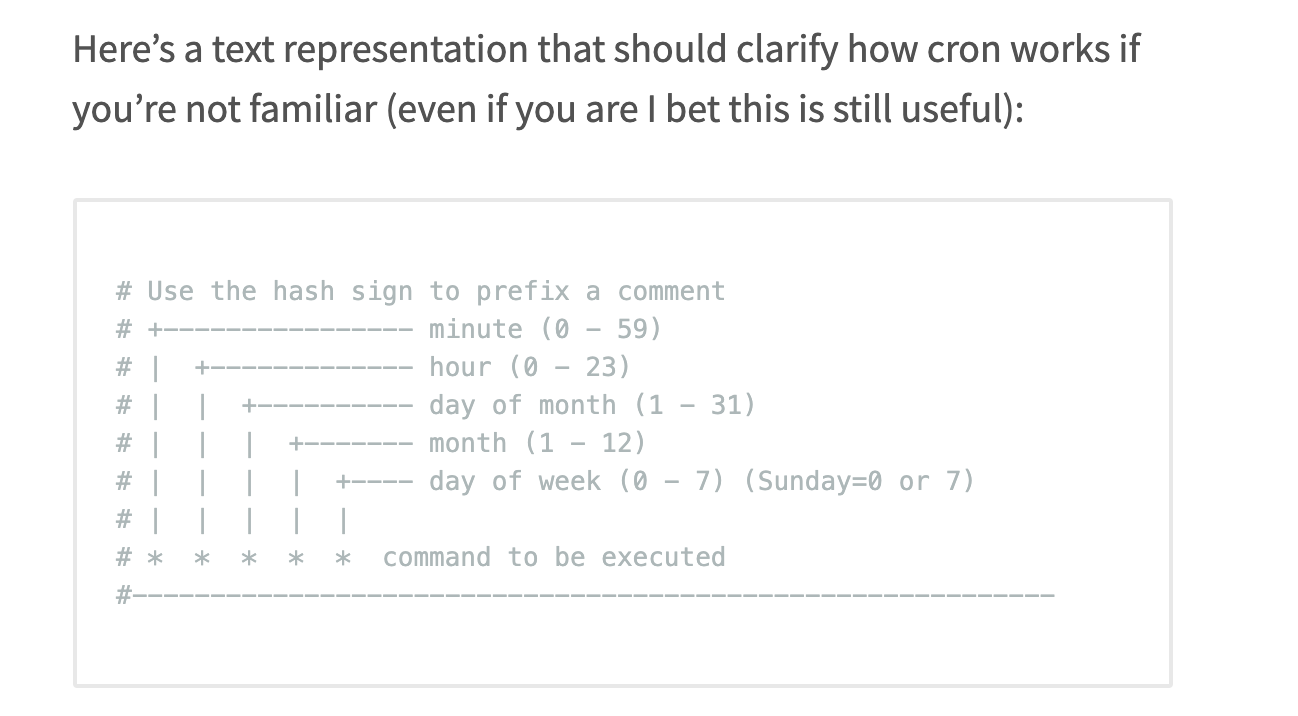 Here’s a text representation that should clarify how cron works if
you’re not familiar (even if you are I bet this is still useful):
# Use the hash sign to prefix a comment
# +---------------- minute (0 - 59)
# |  +------------- hour (0 - 23)
# |  |  +---------- day of month (1 - 31)
# |  |  |  +------- month (1 - 12)
# |  |  |  |  +---- day of week (0 - 7) (Sunday=0 or 7)
# |  |  |  |  |
# *  *  *  *  *  command to be executed
#-----------------------------------------------------------